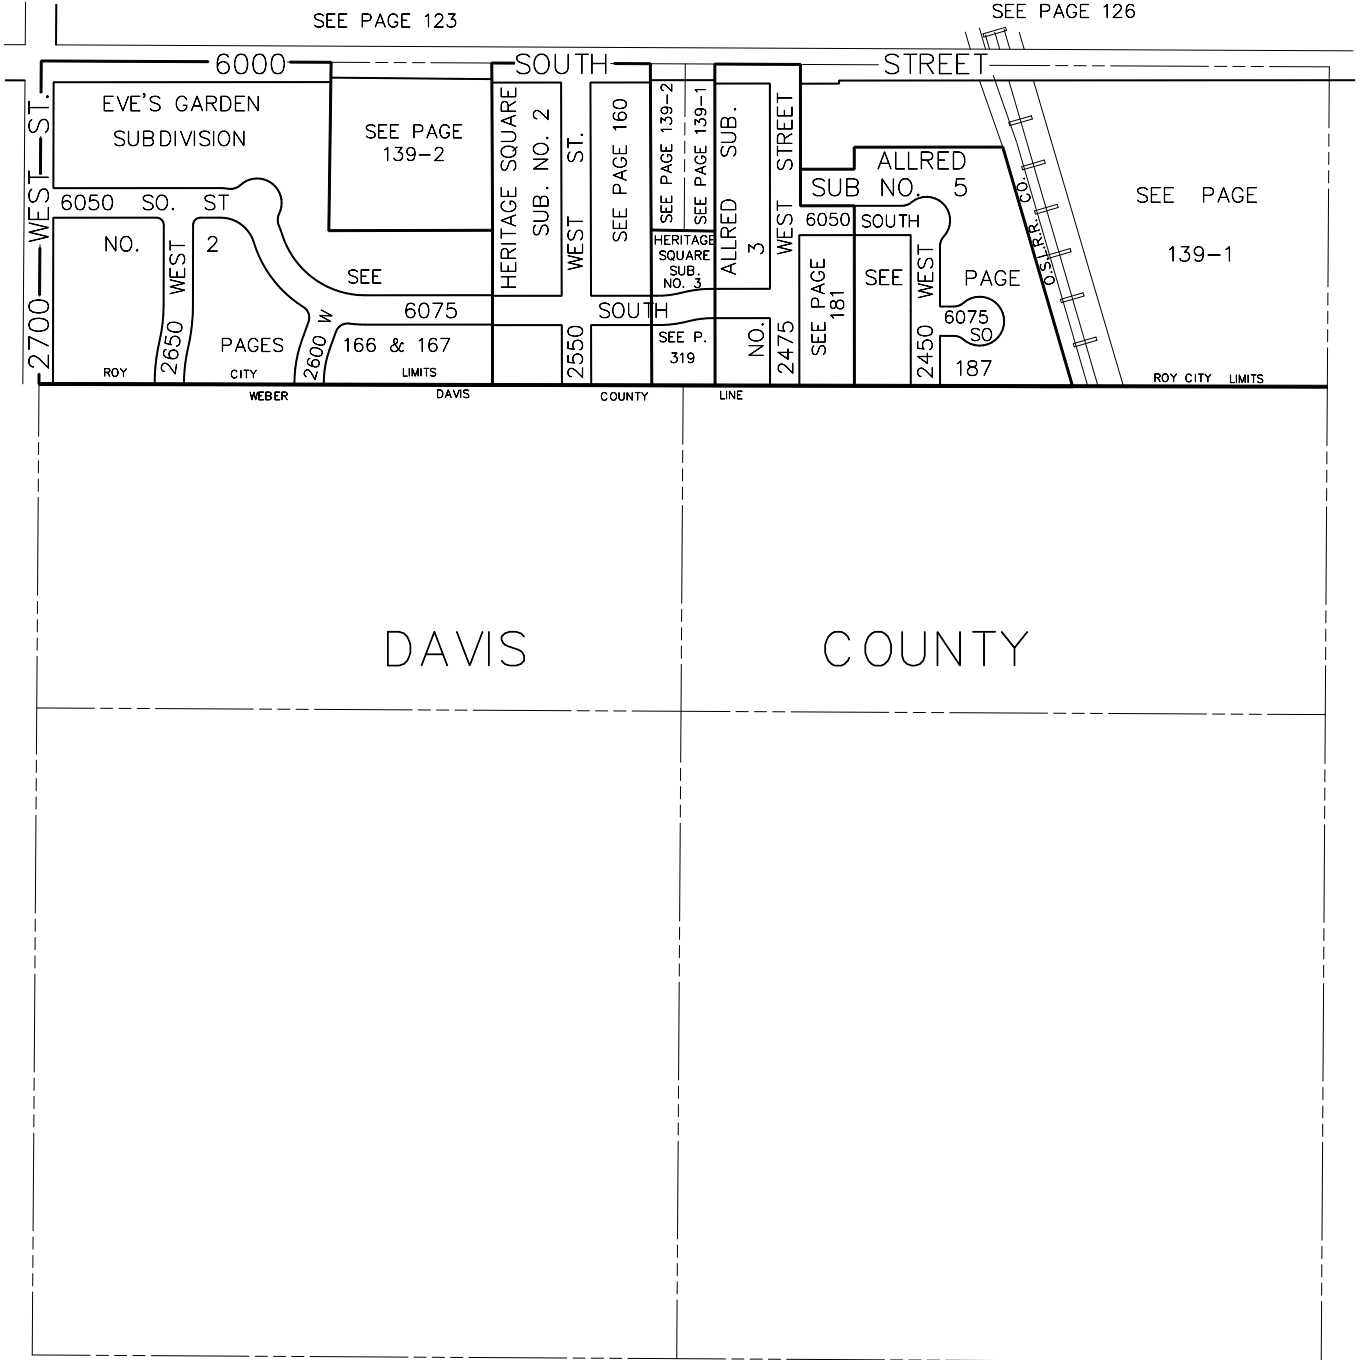 SEE PAGE 123
SEE PAGE 126
6000 SOUTH STREET
2700 WEST ST.
EVE'S GARDEN
SUBDIVISION
6050 SO. ST
NO. 2
SEE
PAGES 166 & 167
2650 WEST
2600 W
6075 SOUTH
SEE PAGE
139-2
HERITAGE SQUARE
SUB. NO. 2
2550 WEST ST.
SEE PAGE 160
SEE PAGE 139-2
SEE PAGE 139-1
HERITAGE
SQUARE
SUB.
NO. 3
SEE P.
319
ALLRED SUB.
NO. 3
2475 WEST STREET
ALLRED
SUB NO. 5
6050 SOUTH
SEE PAGE
181
SEE PAGE
187
2450 WEST
6075
SO
O.S.L.R.R. CO.
SEE PAGE
139-1
ROY CITY LIMITS
ROY CITY LIMITS
WEBER DAVIS COUNTY LINE
DAVIS COUNTY